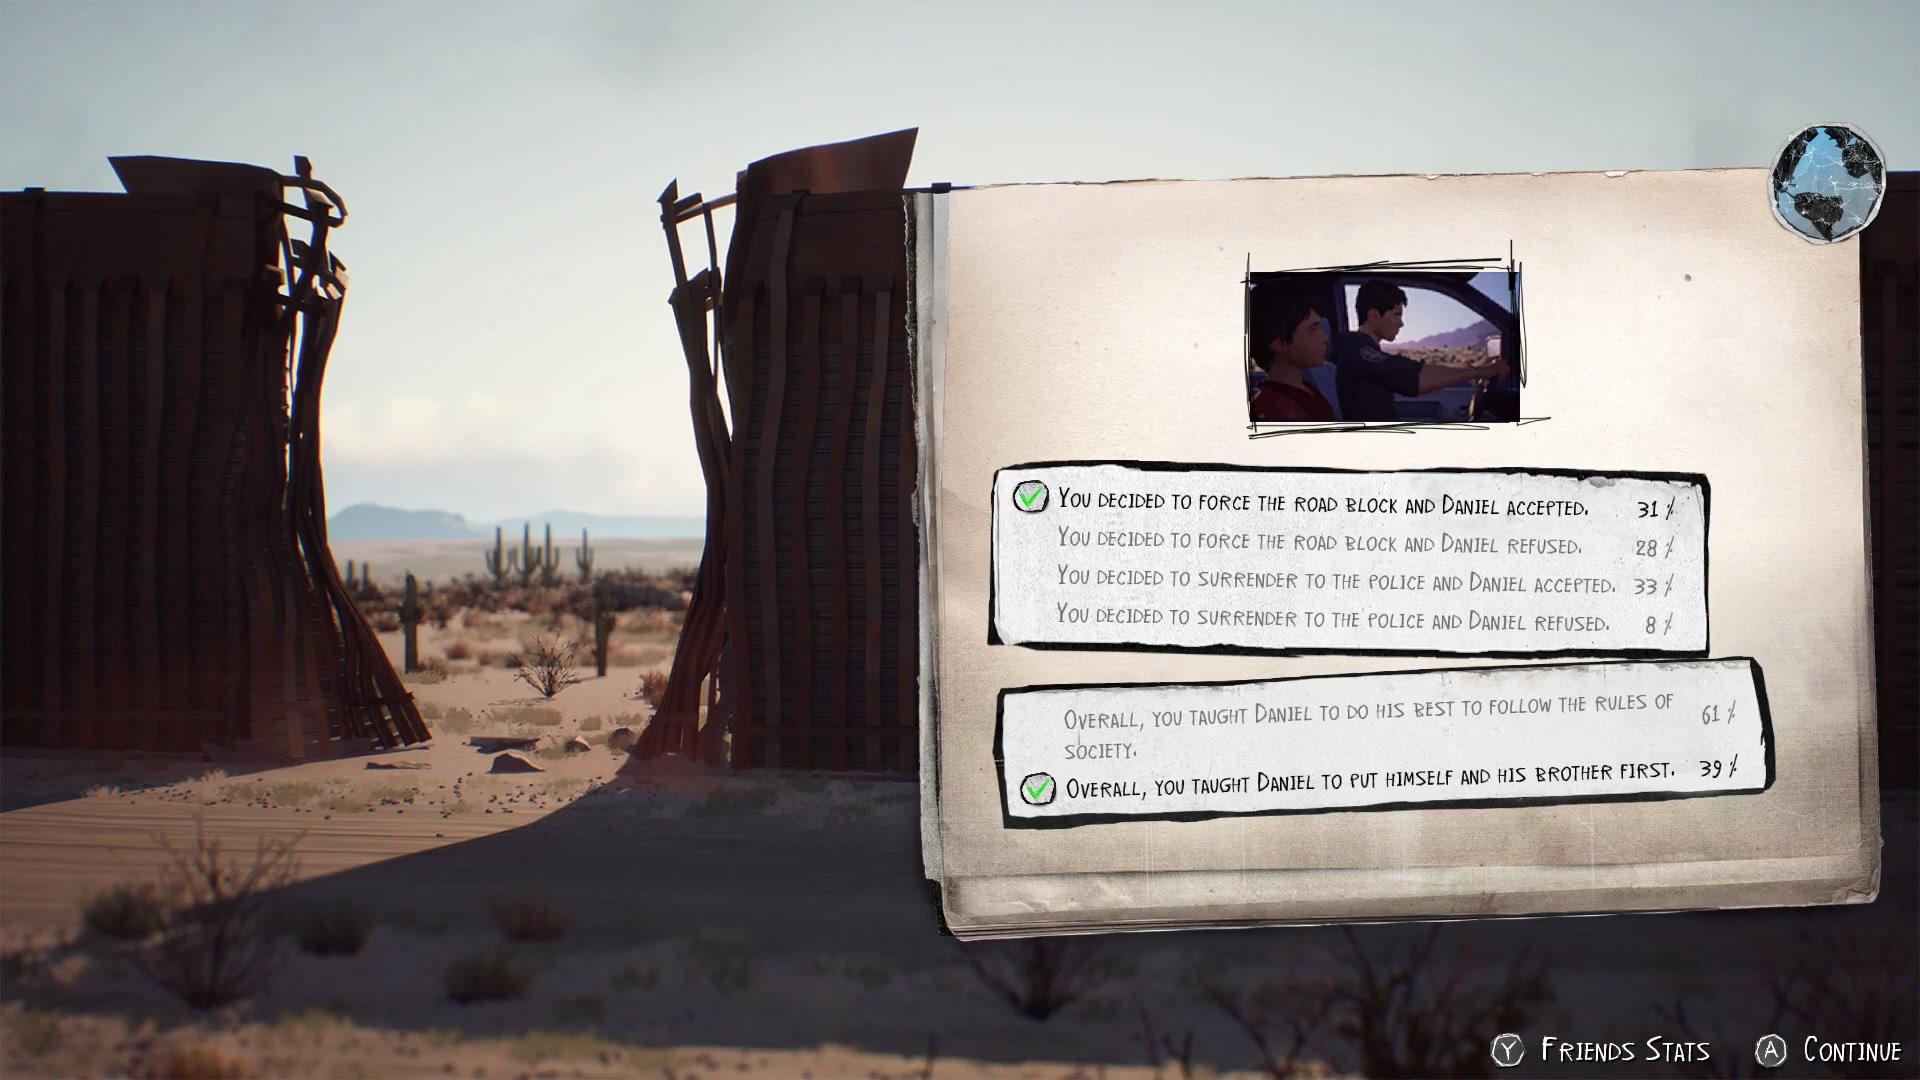 You decided to force the road block and Daniel accepted. 31 %
You decided to force the road block and Daniel refused. 28 %
You decided to surrender to the police and Daniel accepted. 33 %
You decided to surrender to the police and Daniel refused. 8 %
Overall, you taught Daniel to do his best to follow the rules of 61 %
society.
Overall, you taught Daniel to put himself and his brother first. 39 %
Y Friends Stats A Continue